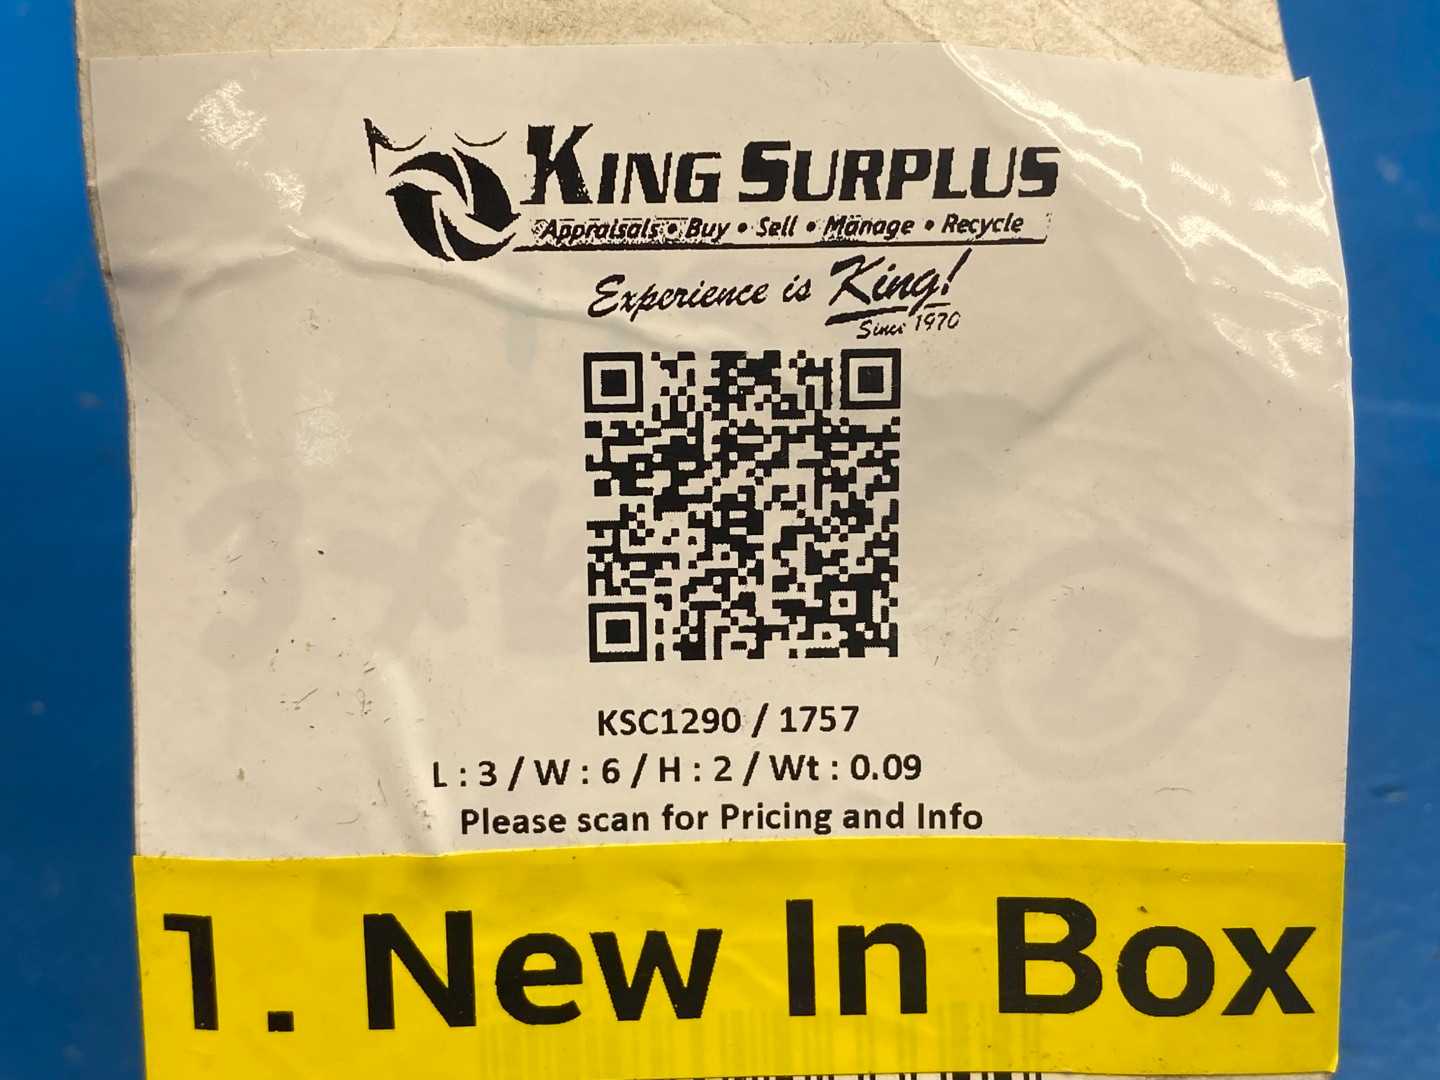 KING SURPLUS
Appraisals • Buy • Sell • Manage • Recycle
Experience is King!
Since 1970
KSC1290 / 1757
L : 3 / W : 6 / H : 2 / Wt : 0.09
Please scan for Pricing and Info
1. New In Box